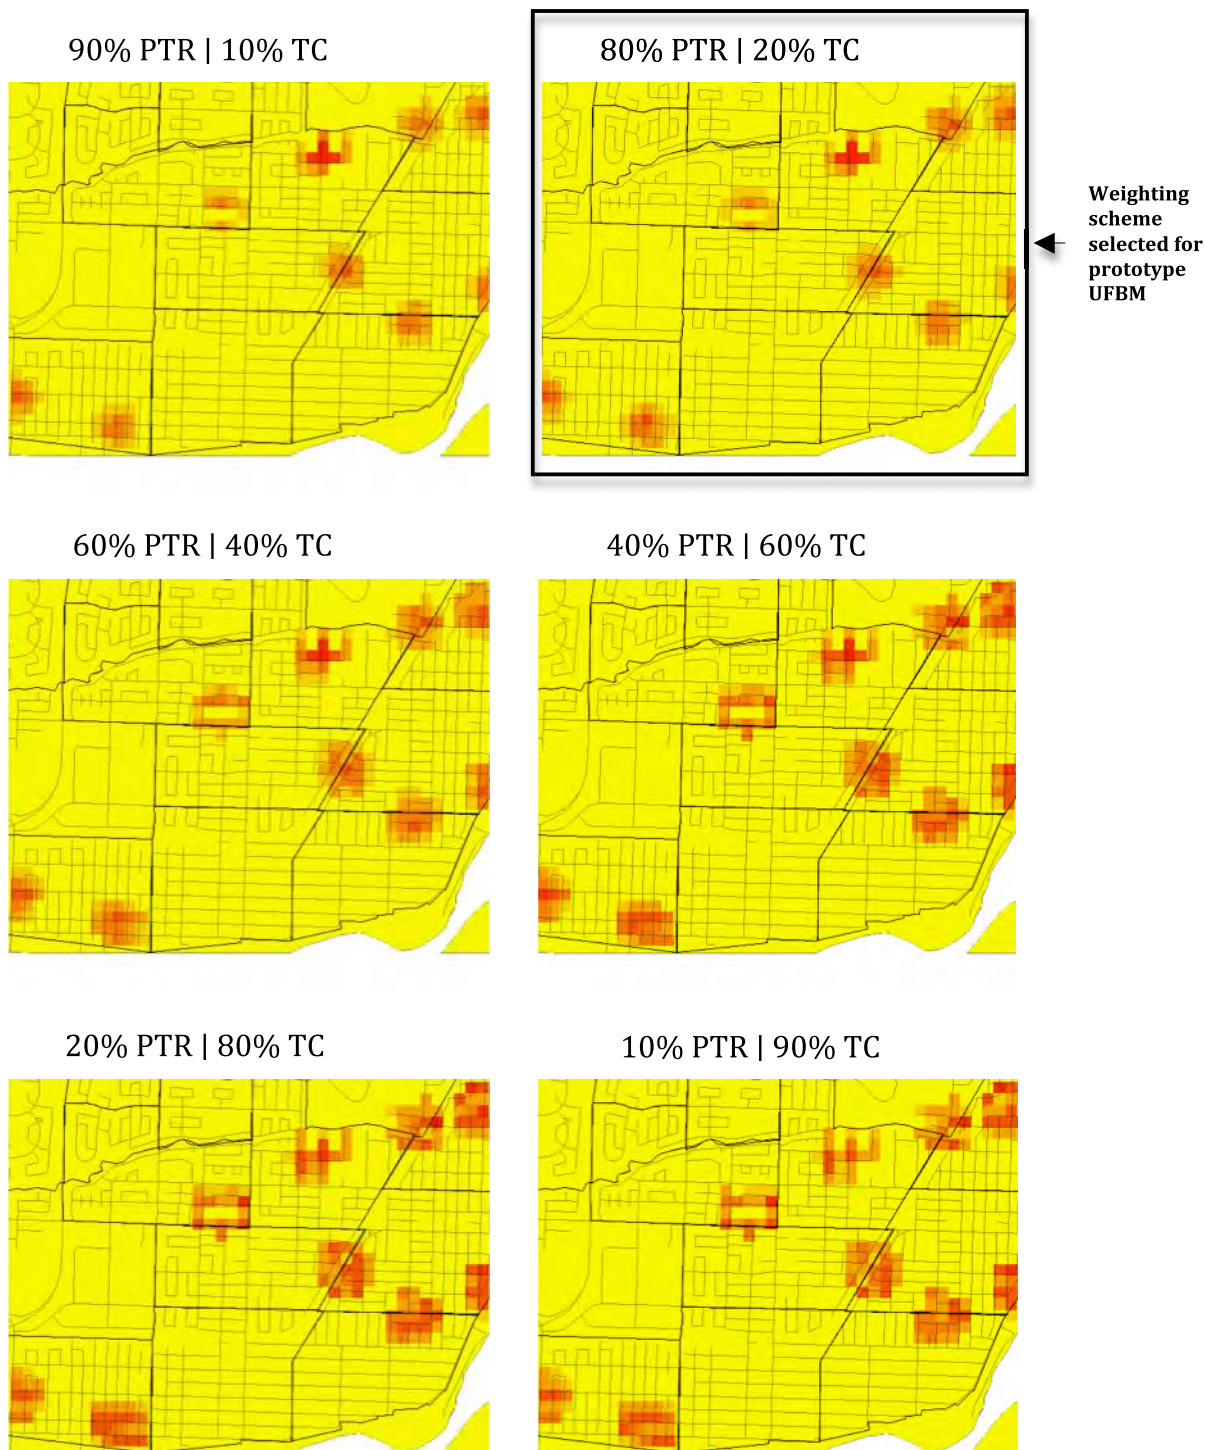 90% PTR | 10% TC
80% PTR | 20% TC
Weighting
scheme
selected for
prototype
UFBM
60% PTR | 40% TC
40% PTR | 60% TC
20% PTR | 80% TC
10% PTR | 90% TC